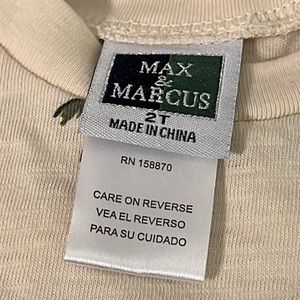 MAX
&
MARCUS
2T
MADE IN CHINA
RN 158870
CARE ON REVERSE
VEA EL REVERSO
PARA SU CUIDADO